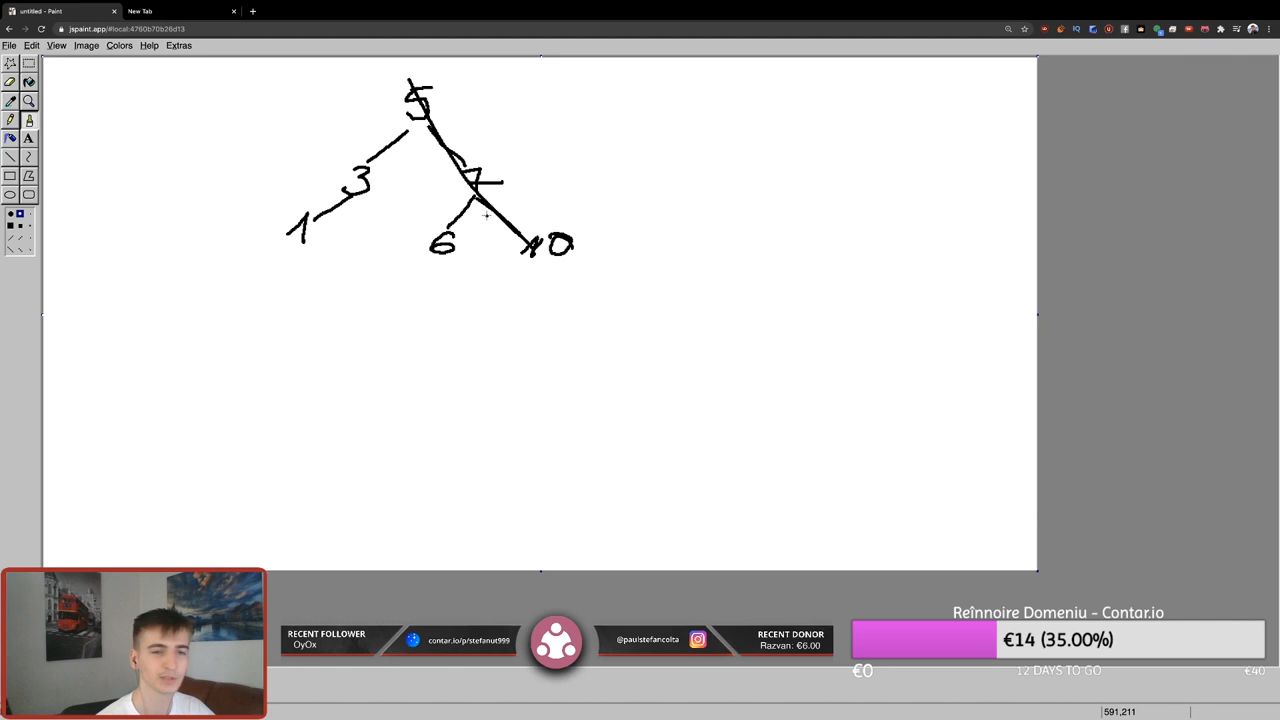 untitled - Paint
New Tab
jspaint.app/#local:4760b70b26d13
File Edit View Image Colors Help Extras
5
3
7
1
6
10
RECENT FOLLOWER
OyOx
contar.io/p/stefanut999
@paulstefancolta
RECENT DONOR
Razvan: €6.00
Reînnoire Domeniu - Contar.io
€14 (35.00%)
€0
12 DAYS TO GO
€40
591,211